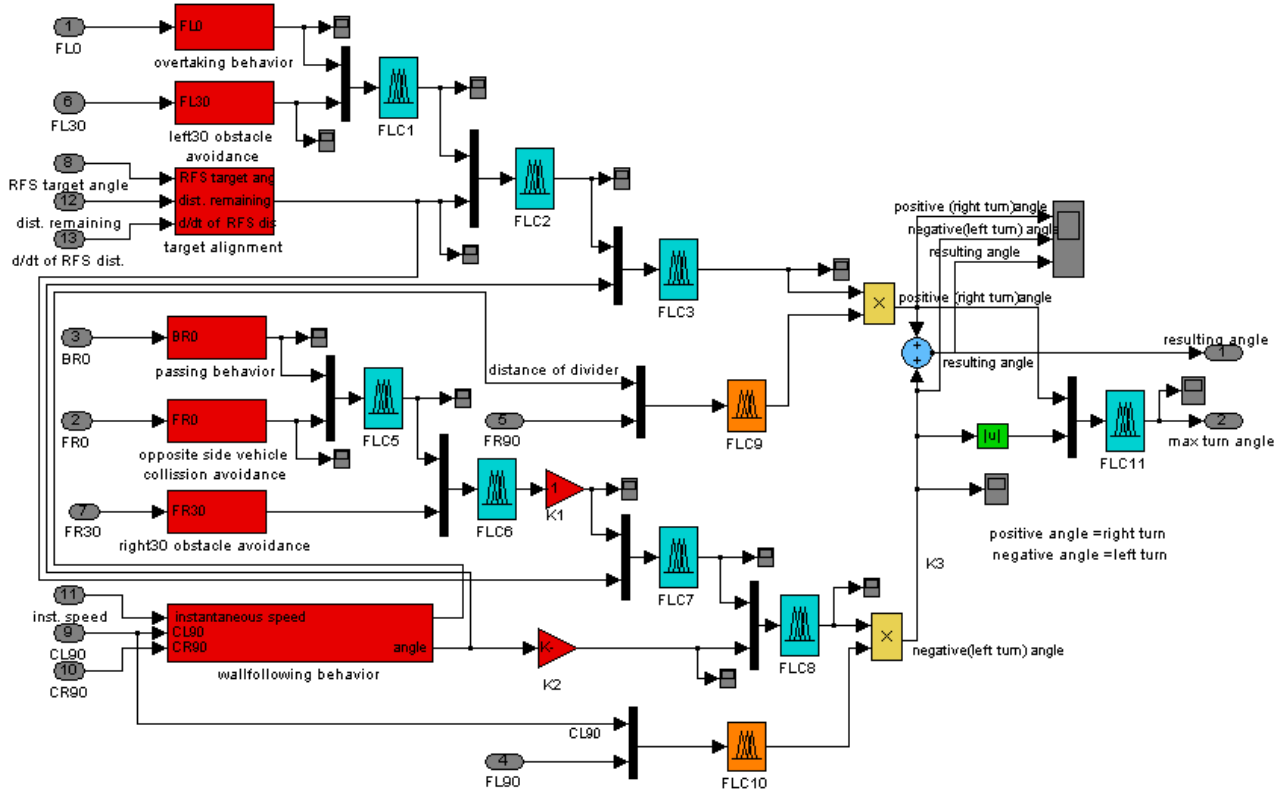 1
FL0
FL0
overtaking behavior
6
FL30
FL30
left30 obstacle
avoidance
FLC1
8
RFS target angle
12
dist. remaining
13
d/dt of RFS dist.
RFS target ang
dist. remaining
d/dt of RFS dis
target alignment
FLC2
FLC3
positive (right turn)angle
negative(left turn) angle
resulting angle
×
positive (right turn)angle
+
+
resulting angle
resulting angle
1
3
BR0
BR0
passing behavior
2
FR0
FR0
opposite side vehicle
collission avoidance
FLC5
distance of divider
5
FR90
FLC9
|u|
FLC11
2
max turn angle
7
FR30
FR30
right30 obstacle avoidance
FLC6
-1
K1
FLC7
positive angle =right turn
negative angle =left turn
K3
11
inst. speed
9
CL90
10
CR90
instantaneous speed
CL90
CR90
angle
wallfollowing behavior
K-
K2
FLC8
×
negative(left turn) angle
CL90
4
FL90
FLC10